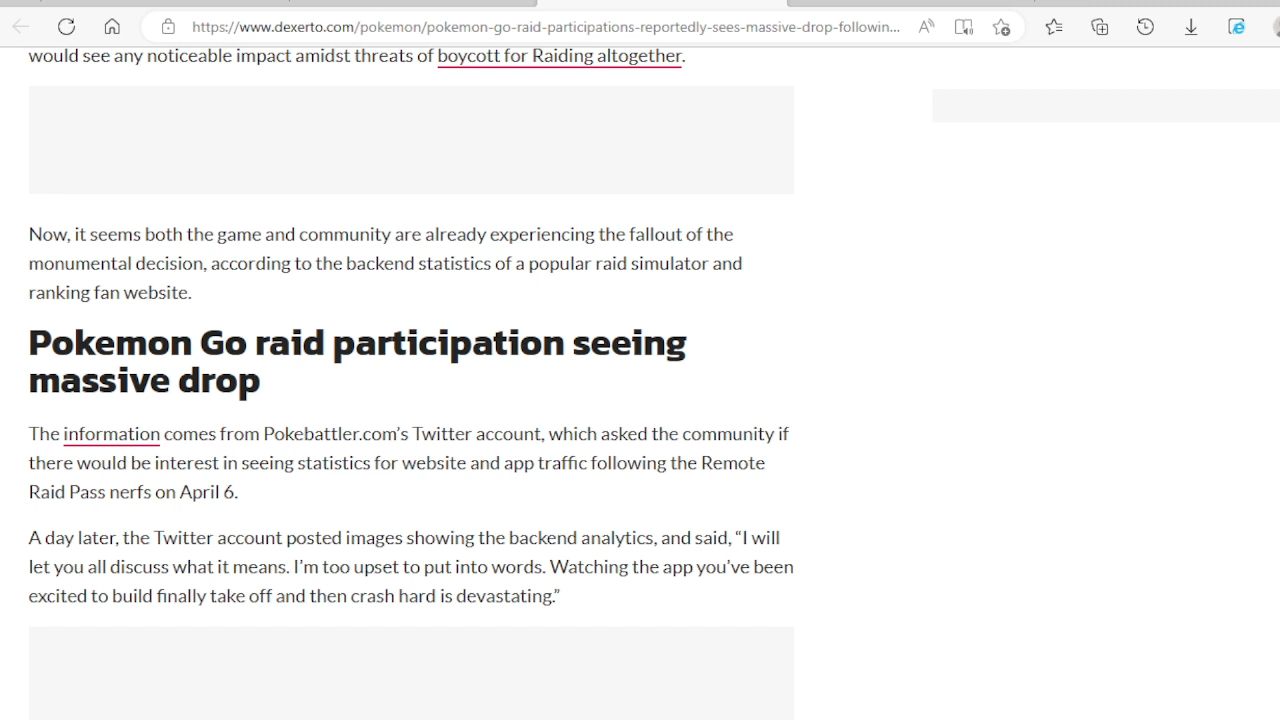 https://www.dexerto.com/pokemon/pokemon-go-raid-participations-reportedly-sees-massive-drop-followin...
would see any noticeable impact amidst threats of boycott for Raiding altogether.
Now, it seems both the game and community are already experiencing the fallout of the
monumental decision, according to the backend statistics of a popular raid simulator and
ranking fan website.
Pokemon Go raid participation seeing
massive drop
The information comes from Pokebattler.com’s Twitter account, which asked the community if
there would be interest in seeing statistics for website and app traffic following the Remote
Raid Pass nerfs on April 6.
A day later, the Twitter account posted images showing the backend analytics, and said, “I will
let you all discuss what it means. I’m too upset to put into words. Watching the app you’ve been
excited to build finally take off and then crash hard is devastating.”